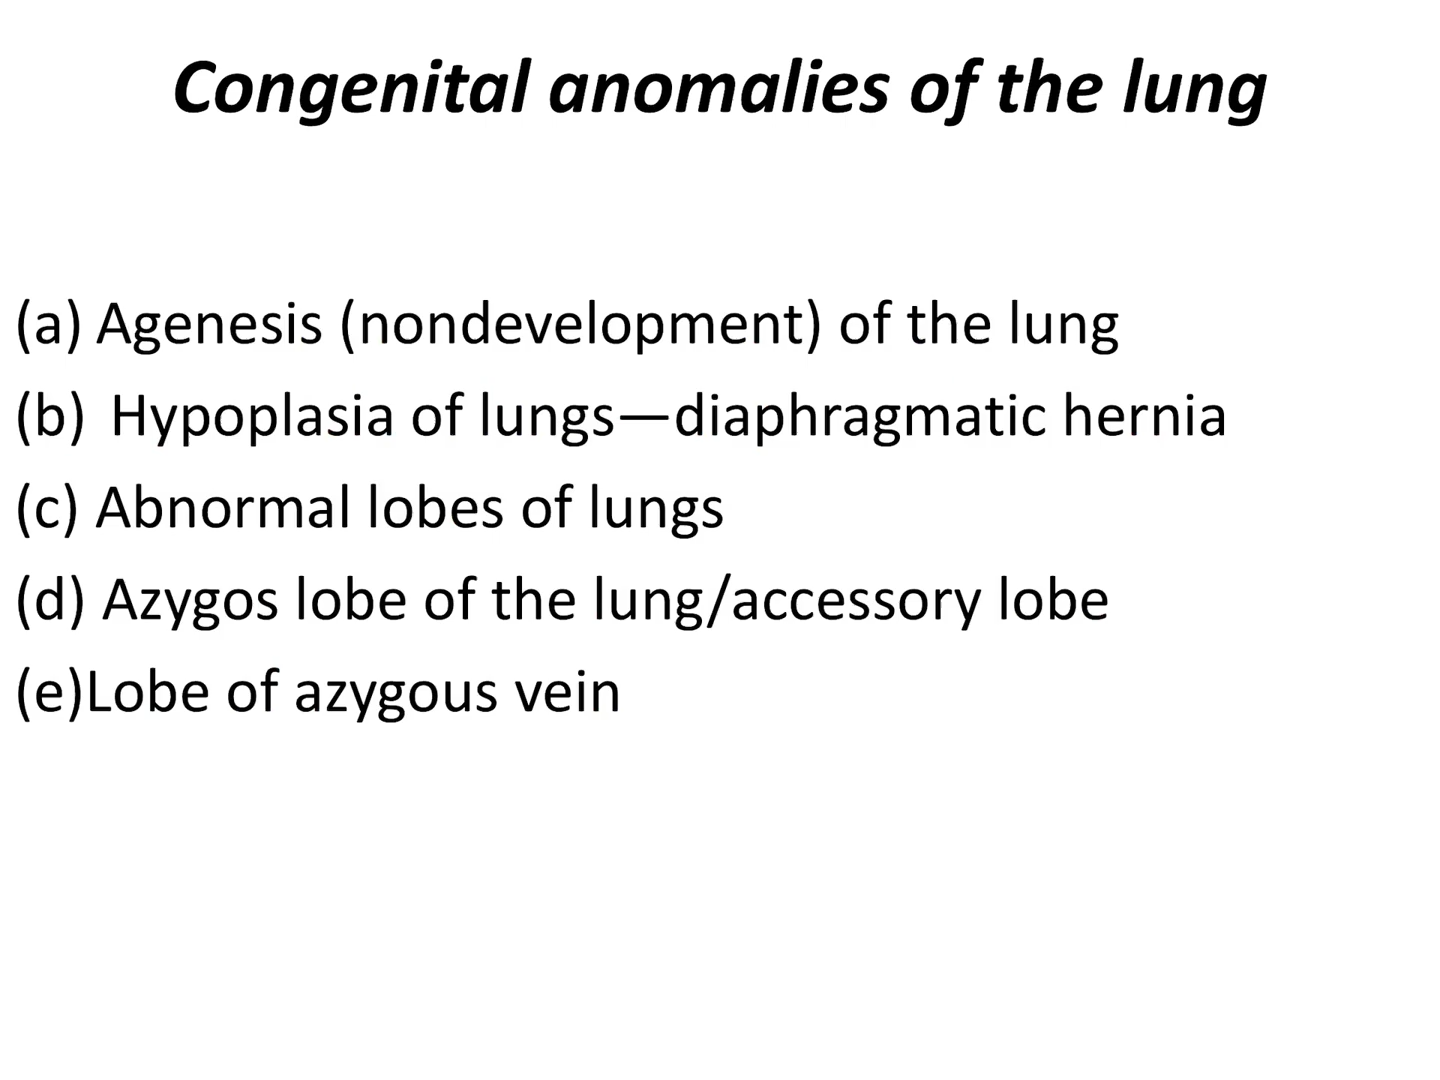 Congenital anomalies of the lung
(a) Agenesis (nondevelopment) of the lung
(b) Hypoplasia of lungs—diaphragmatic hernia
(c) Abnormal lobes of lungs
(d) Azygos lobe of the lung/accessory lobe
(e)Lobe of azygous vein